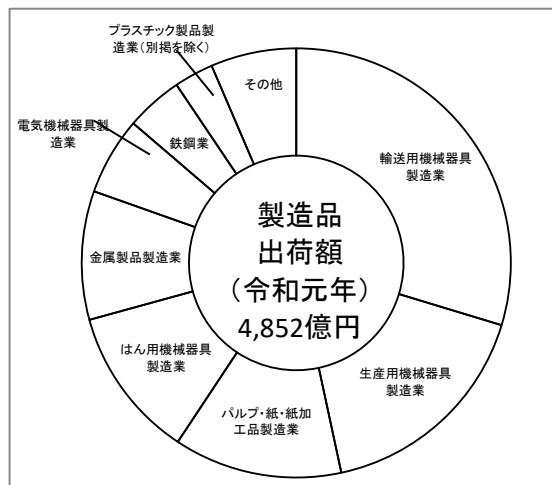 プラスチック製品製
造業(別掲を除く)
その他
電気機械器具製
造業
鉄鋼業
輸送用機械器具
製造業
金属製品製造業
製造品
出荷額
(令和元年)
4,852億円
はん用機械器具
製造業
生産用機械器具
製造業
パルプ・紙・紙加
工品製造業